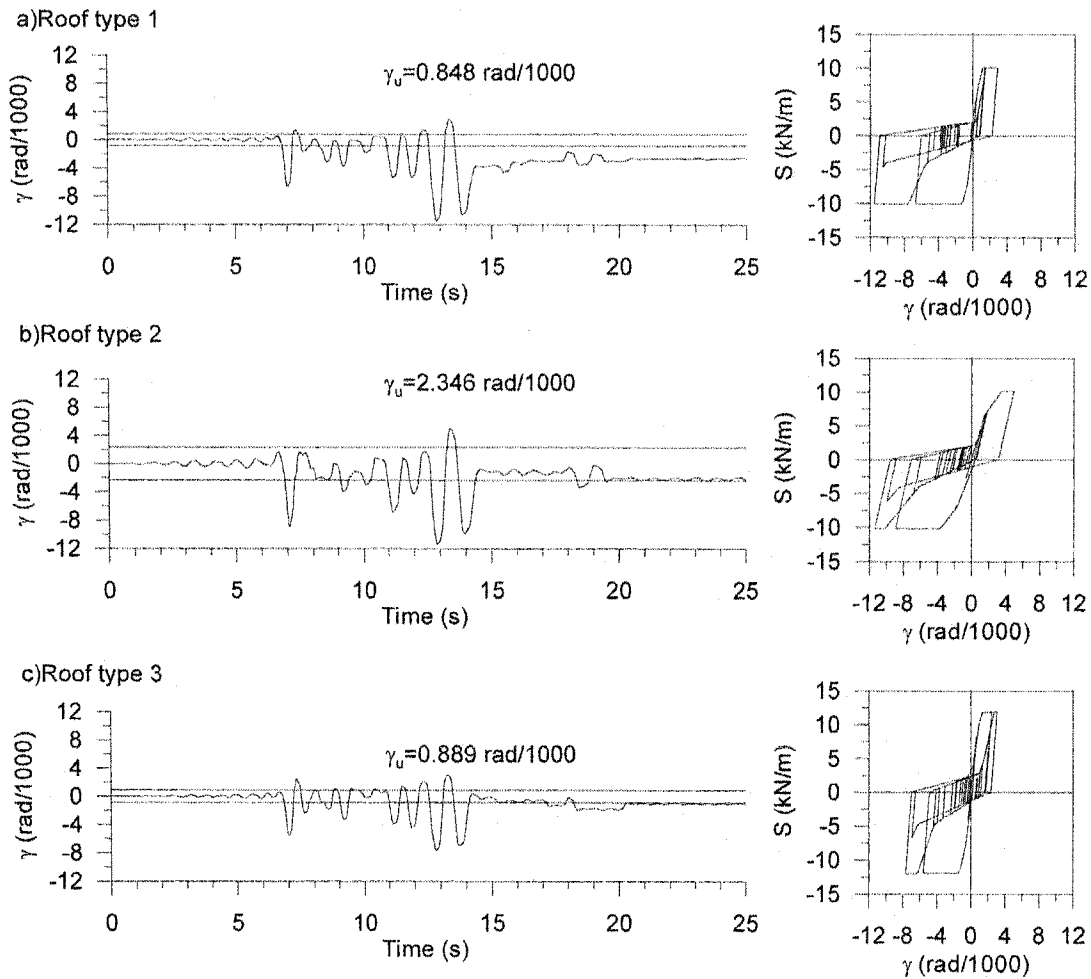 a)Roof type 1
γ (rad/1000)
12
8
4
0
-4
-8
-12
γu=0.848 rad/1000
0 5 10 15 20 25
Time (s)
S (kN/m)
15
10
5
0
-5
-10
-15
-12 -8 -4 0 4 8 12
γ (rad/1000)
b)Roof type 2
γ (rad/1000)
12
8
4
0
-4
-8
-12
γu=2.346 rad/1000
0 5 10 15 20 25
Time (s)
S (kN/m)
15
10
5
0
-5
-10
-15
-12 -8 -4 0 4 8 12
γ (rad/1000)
c)Roof type 3
γ (rad/1000)
12
8
4
0
-4
-8
-12
γu=0.889 rad/1000
0 5 10 15 20 25
Time (s)
S (kN/m)
15
10
5
0
-5
-10
-15
-12 -8 -4 0 4 8 12
γ (rad/1000)